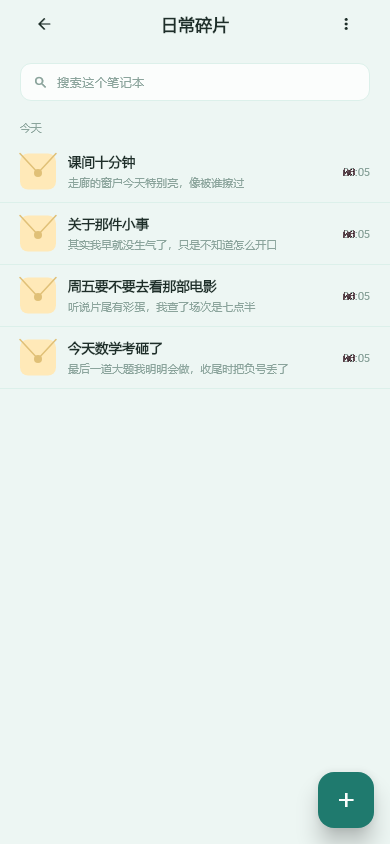 日常碎片
搜索这个笔记本
今天
课间十分钟
走廊的窗户今天特别亮，像被谁擦过
:05
关于那件小事
其实我早就没生气了，只是不知道怎么开口
:05
周五要不要去看那部电影
听说片尾有彩蛋，我查了场次是七点半
:05
今天数学考砸了
最后一道大题我明明会做，收尾时把负号丢了
:05